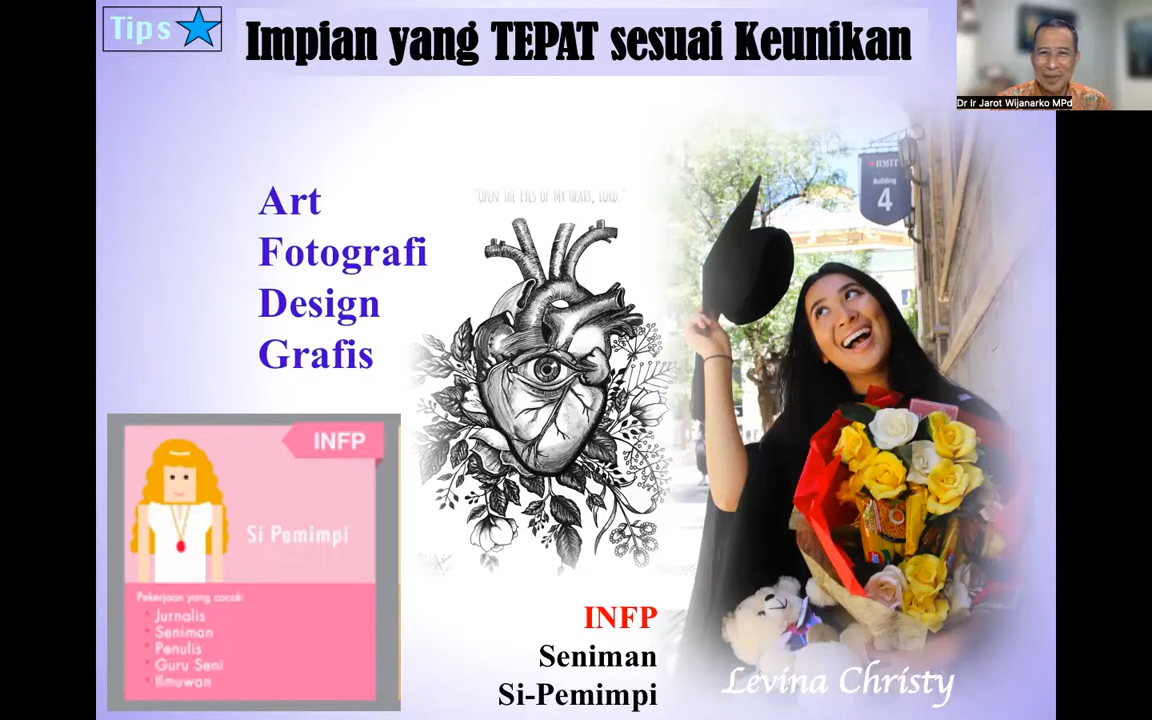 Tips
Impian yang TEPAT sesuai Keunikan
Dr Ir Jarot Wijanarko MPd
"OPEN THE EYES OF MY HEART, LORD."
RMIT
Building
4
Art
Fotografi
Design
Grafis
INFP
Si Pemimpi
Pekerjaan yang cocok:
Jurnalis
Seniman
Penulis
Guru Seni
Ilmuwan
INFP
Seniman
Si-Pemimpi
Levina Christy